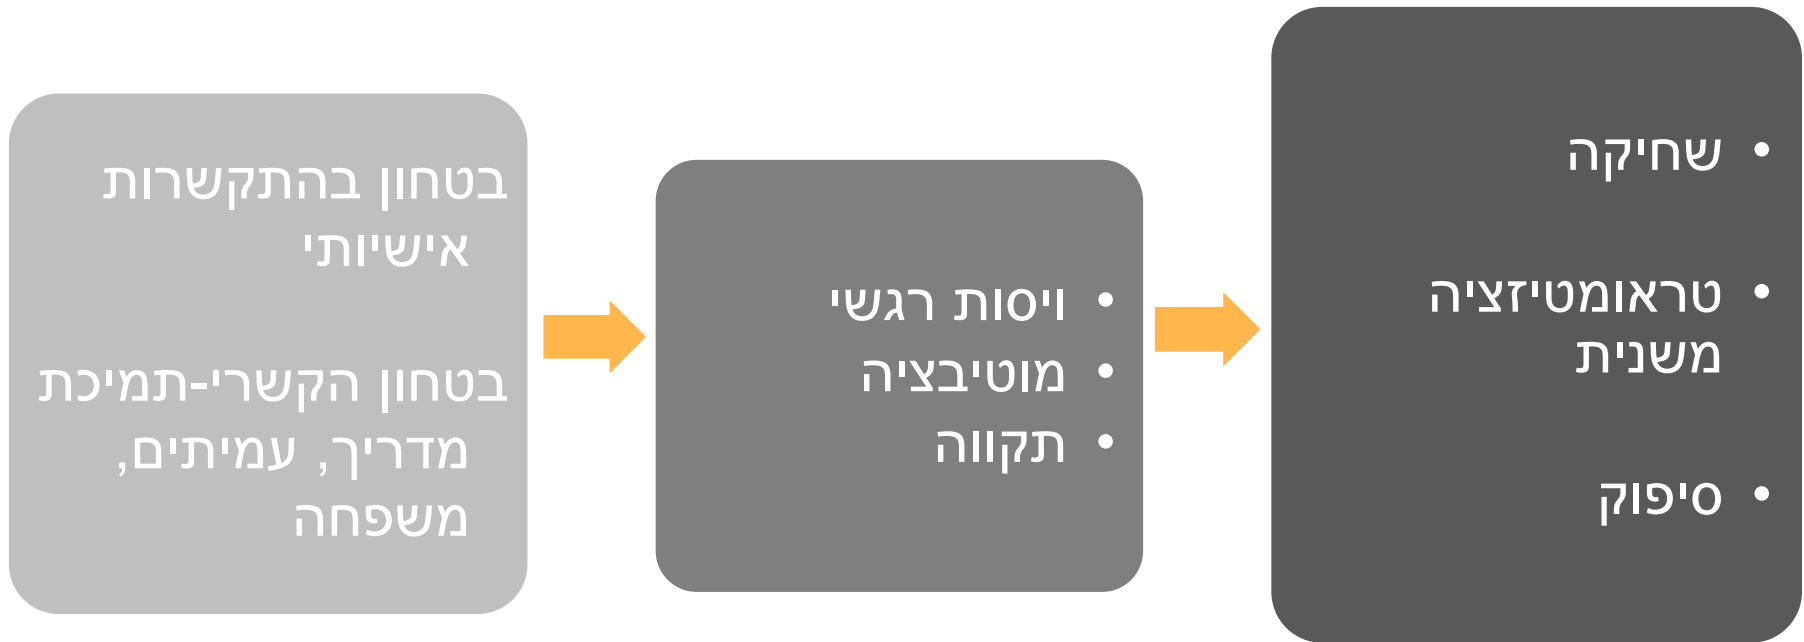 בטחון בהתקשרות
אישיותי
בטחון הקשרי-תמיכת
מדריך, עמיתים,
משפחה
• ויסות רגשי
• מוטיבציה
• תקווה
• שחיקה
• טראומטיזציה
משנית
• סיפוק